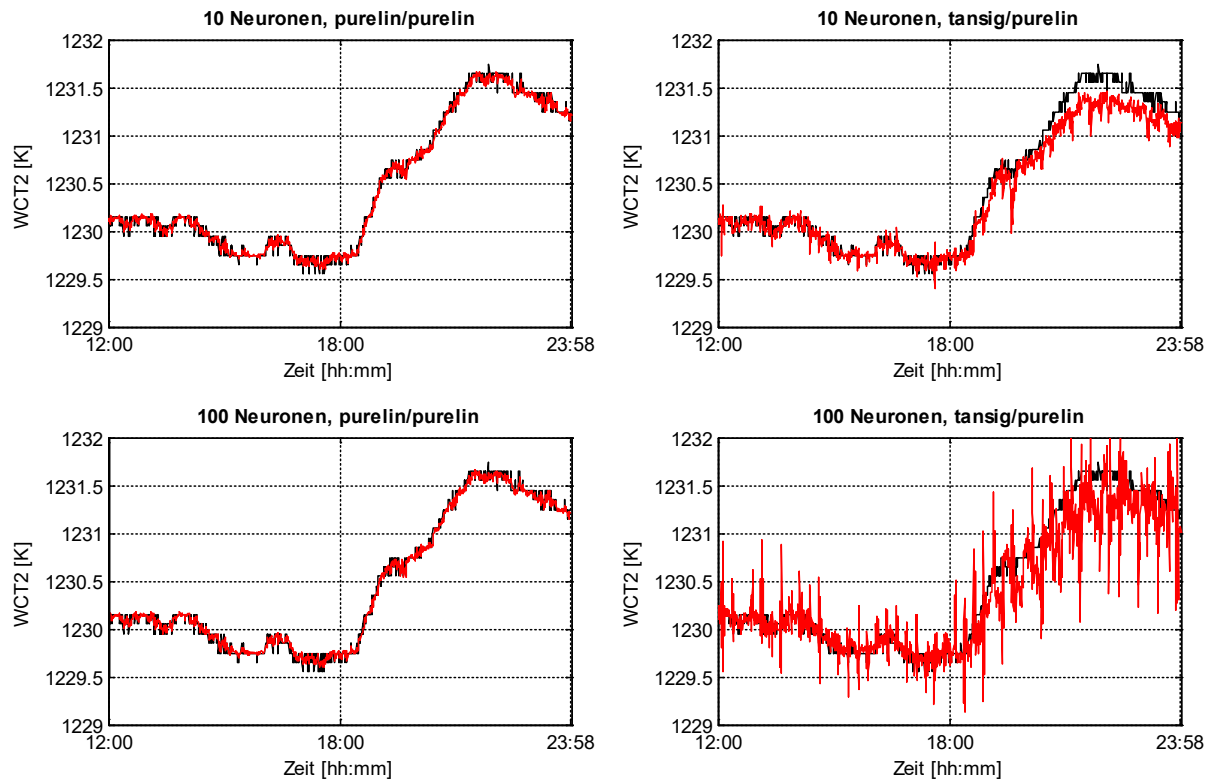 10 Neuronen, purelin/purelin
1232
1231.5
1231
1230.5
1230
1229.5
1229
WCT2 [K]
12:00 18:00 23:58
Zeit [hh:mm]
10 Neuronen, tansig/purelin
1232
1231.5
1231
1230.5
1230
1229.5
1229
WCT2 [K]
12:00 18:00 23:58
Zeit [hh:mm]
100 Neuronen, purelin/purelin
1232
1231.5
1231
1230.5
1230
1229.5
1229
WCT2 [K]
12:00 18:00 23:58
Zeit [hh:mm]
100 Neuronen, tansig/purelin
1232
1231.5
1231
1230.5
1230
1229.5
1229
WCT2 [K]
12:00 18:00 23:58
Zeit [hh:mm]